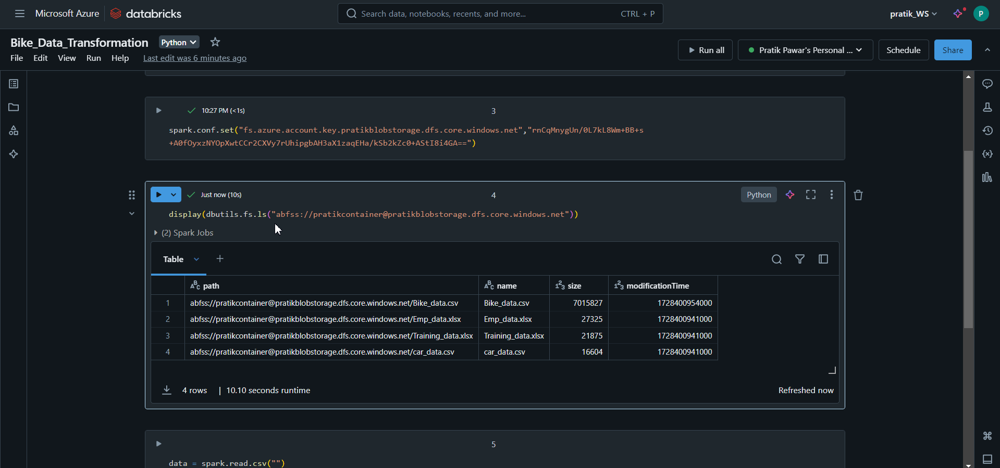 Microsoft Azure databricks
Search data, notebooks, recents, and more... CTRL + P
pratik_WS
P
Bike_Data_Transformation Python
File Edit View Run Help Last edit was 6 minutes ago
Run all Pratik Pawar's Personal ... Schedule Share
10:27 PM (<1s) 3
spark.conf.set("fs.azure.account.key.pratikblobstorage.dfs.core.windows.net","rnCqMnygUn/0L7kL8Wm+BB+s
+A0fOyxzNYOpXwtCCr2CXVy7rUhipgbAH3aX1zaqEHa/kSb2kZc0+AStI8i4GA==")
Just now (10s) 4 Python
display(dbutils.fs.ls("abfss://pratikcontainer@pratikblobstorage.dfs.core.windows.net"))
(2) Spark Jobs
Table +
path name size modificationTime
1 abfss://pratikcontainer@pratikblobstorage.dfs.core.windows.net/Bike_data.csv Bike_data.csv 7015827 1728400954000
2 abfss://pratikcontainer@pratikblobstorage.dfs.core.windows.net/Emp_data.xlsx Emp_data.xlsx 27325 1728400941000
3 abfss://pratikcontainer@pratikblobstorage.dfs.core.windows.net/Training_data.xlsx Training_data.xlsx 21875 1728400941000
4 abfss://pratikcontainer@pratikblobstorage.dfs.core.windows.net/car_data.csv car_data.csv 16604 1728400941000
4 rows | 10.10 seconds runtime Refreshed now
5
data = spark.read.csv("")